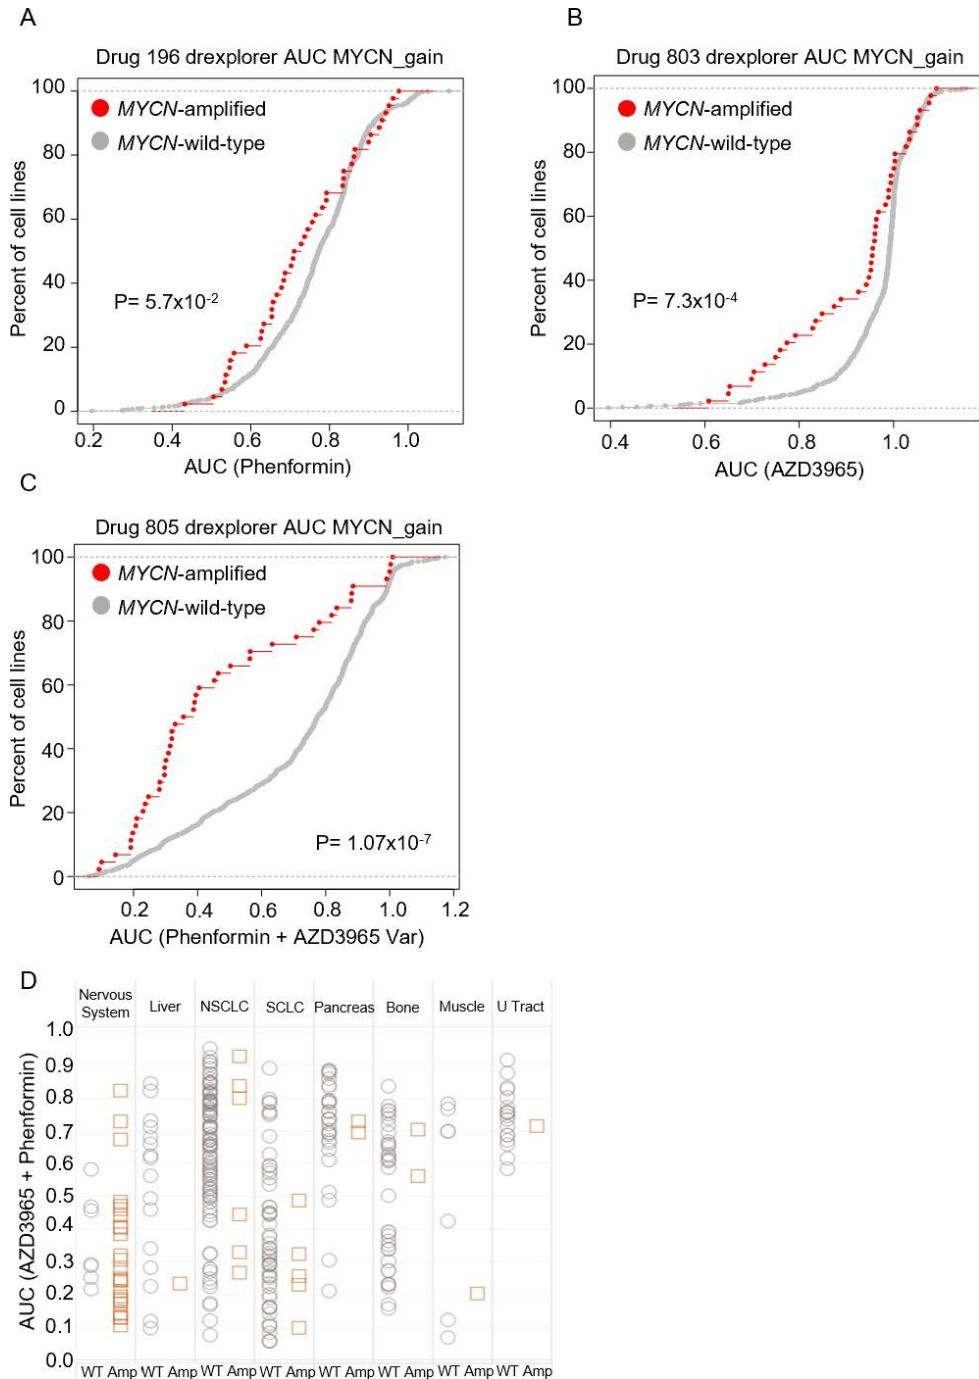 A
Drug 196 drexplorer AUC MYCN_gain
100
80
60
40
20
0
Percent of cell lines
MYCN-amplified
MYCN-wild-type
P= 5.7x10-2
0.2 0.4 0.6 0.8 1.0
AUC (Phenformin)
B
Drug 803 drexplorer AUC MYCN_gain
100
80
60
40
20
0
Percent of cell lines
MYCN-amplified
MYCN-wild-type
P= 7.3x10-4
0.4 0.6 0.8 1.0
AUC (AZD3965)
C
Drug 805 drexplorer AUC MYCN_gain
100
80
60
40
20
0
Percent of cell lines
MYCN-amplified
MYCN-wild-type
P= 1.07x10-7
0.2 0.4 0.6 0.8 1.0 1.2
AUC (Phenformin + AZD3965 Var)
D
Nervous
System
Liver NSCLC SCLC Pancreas Bone Muscle U Tract
1.0
0.9
0.8
0.7
0.6
0.5
0.4
0.3
0.2
0.1
0.0
AUC (AZD3965 + Phenformin)
WT Amp WT Amp WT Amp WT Amp WT Amp WT Amp WT Amp WT Amp